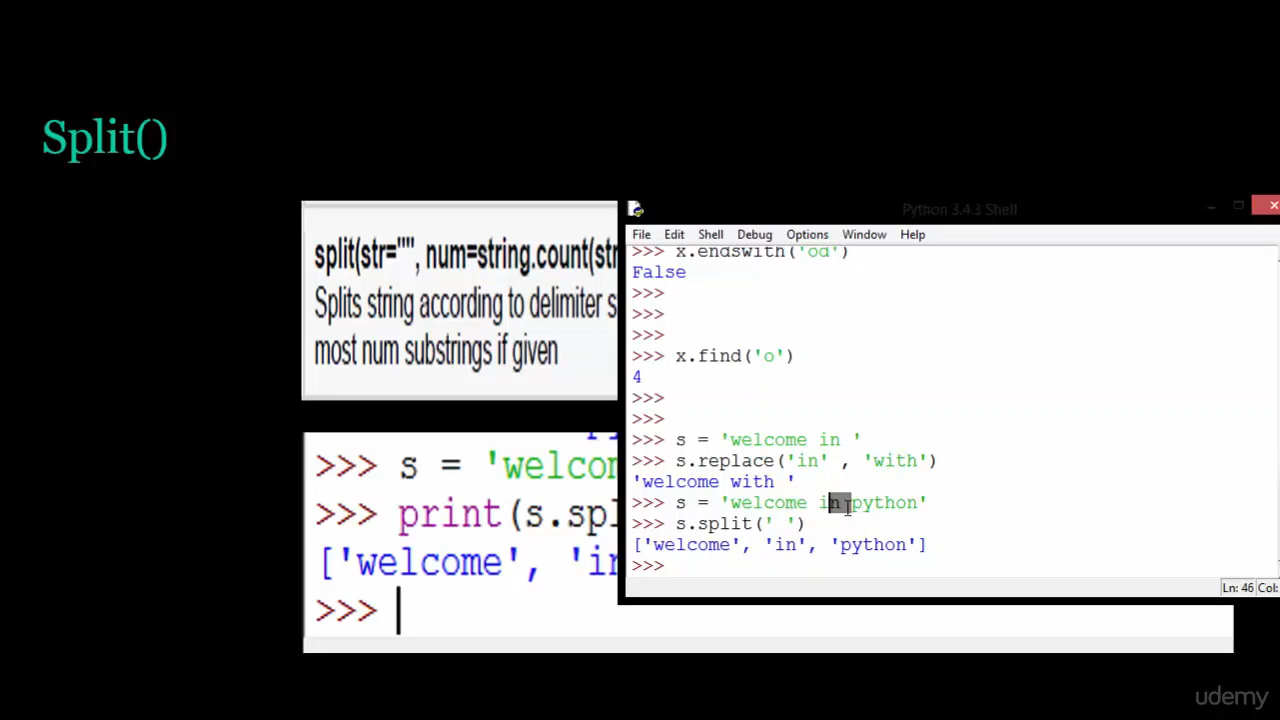 Split()
split(str="", num=string.count(str
Splits string according to delimiter s
most num substrings if given
>>> s = 'welcom
>>> print(s.spl
['welcome', 'in
>>>
Python 3.4.3 Shell
File Edit Shell Debug Options Window Help
>>> x.endswith('od')
False
>>>
>>>
>>>
>>> x.find('o')
4
>>>
>>>
>>> s = 'welcome in '
>>> s.replace('in' , 'with')
'welcome with '
>>> s = 'welcome in python'
>>> s.split(' ')
['welcome', 'in', 'python']
>>>
Ln: 46 Col:
udemy